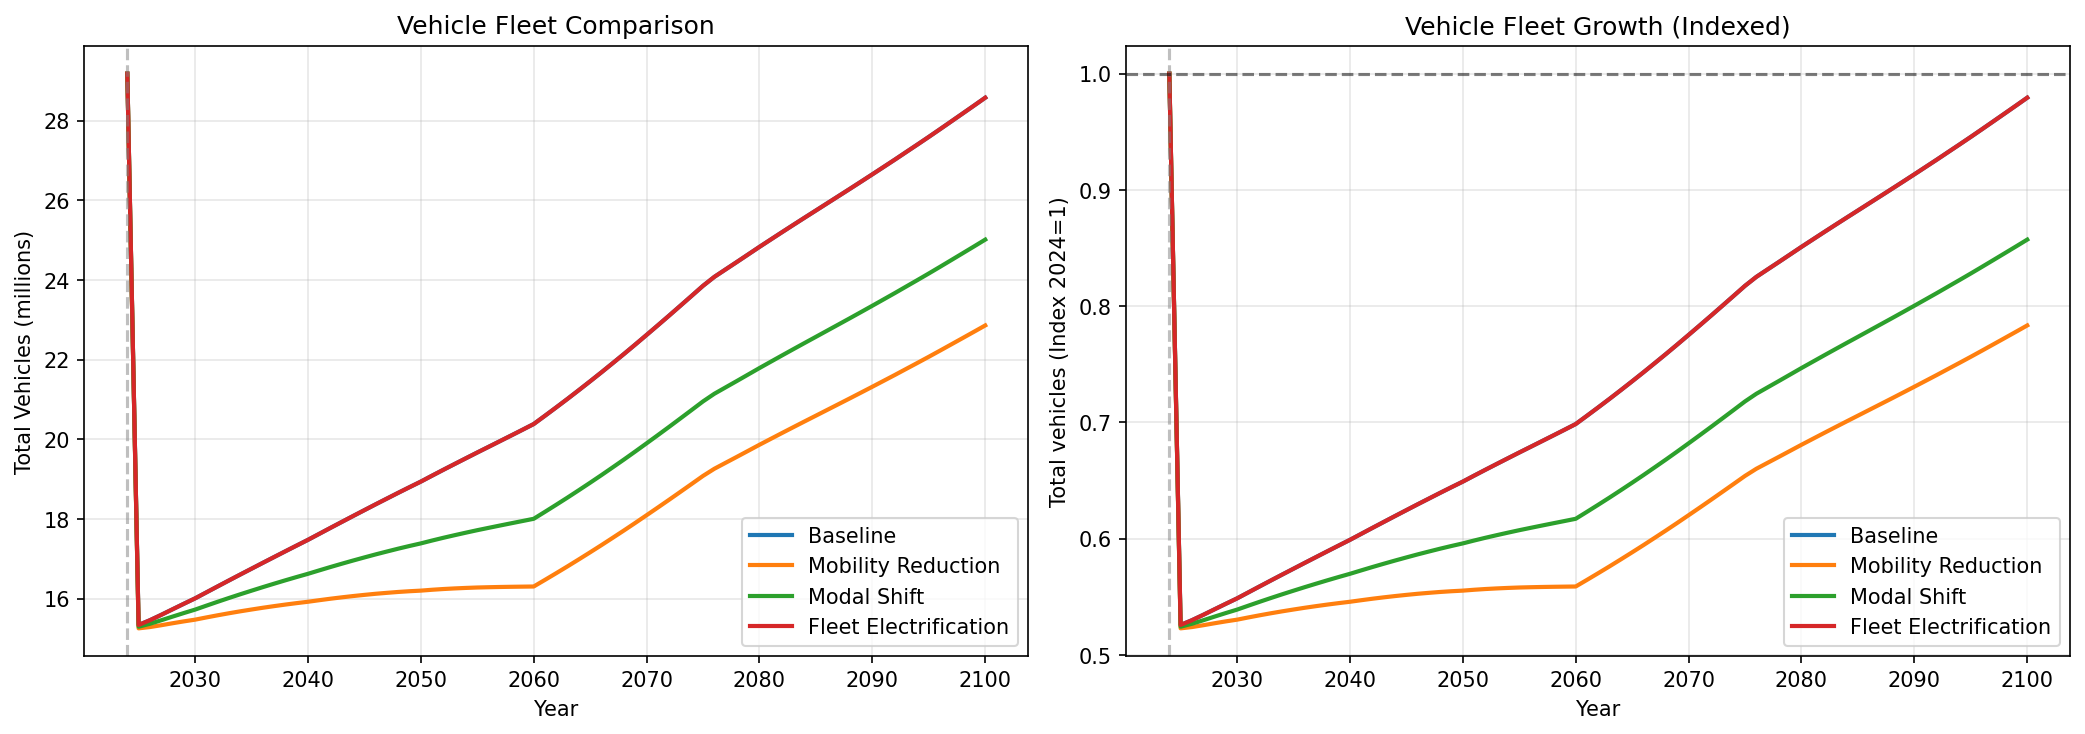 Vehicle Fleet Comparison
Total Vehicles (millions)
28
26
24
22
20
18
16
2030 2040 2050 2060 2070 2080 2090 2100
Year
Baseline
Mobility Reduction
Modal Shift
Fleet Electrification
Vehicle Fleet Growth (Indexed)
Total vehicles (Index 2024=1)
1.0
0.9
0.8
0.7
0.6
0.5
2030 2040 2050 2060 2070 2080 2090 2100
Year
Baseline
Mobility Reduction
Modal Shift
Fleet Electrification